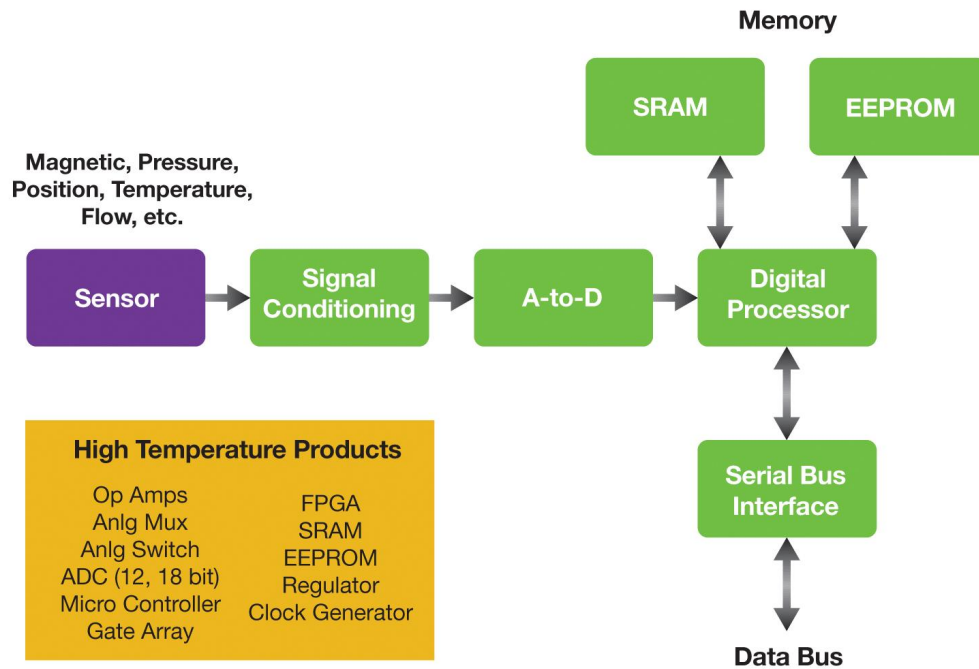 Memory
SRAM
EEPROM
Magnetic, Pressure,
Position, Temperature,
Flow, etc.
Sensor
Signal
Conditioning
A-to-D
Digital
Processor
High Temperature Products
Op Amps
Anlg Mux
Anlg Switch
ADC (12, 18 bit)
Micro Controller
Gate Array
FPGA
SRAM
EEPROM
Regulator
Clock Generator
Serial Bus
Interface
Data Bus